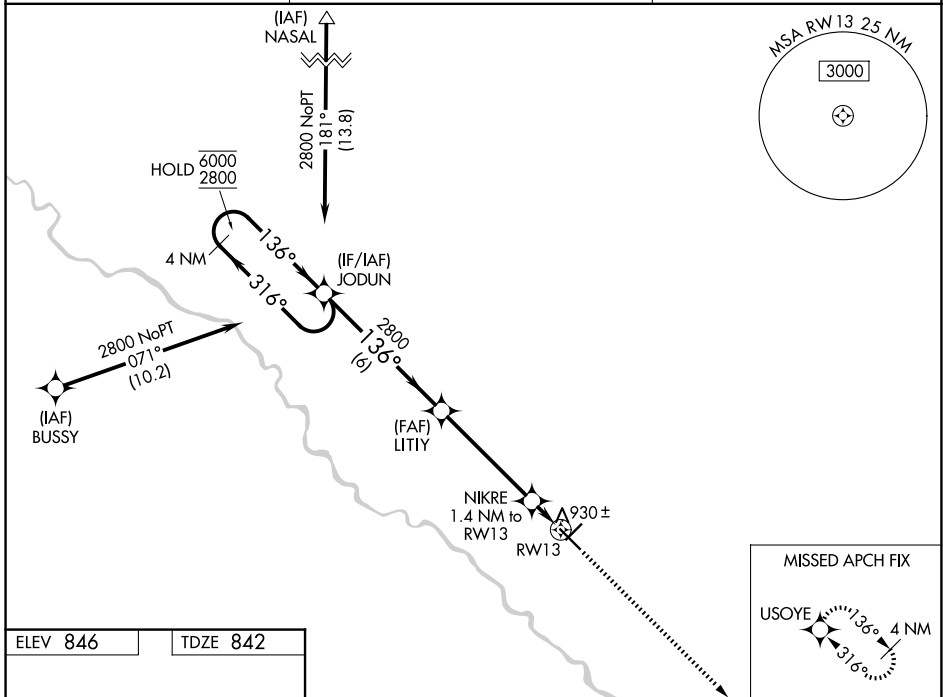 (IAF)
NASAL
MSA RW13 25 NM
3000
2800 NoPT
181°
(13.8)
HOLD 6000
2800
4 NM
136°
316°
(IF/IAF)
JODUN
2800
136°
(6)
2800 NoPT
071°
(10.2)
(IAF)
BUSSY
(FAF)
LITIY
NIKRE
1.4 NM to
RW13
930 ±
RW13
MISSED APCH FIX
USOYE
136°
316°
4 NM
ELEV 846
TDZE 842